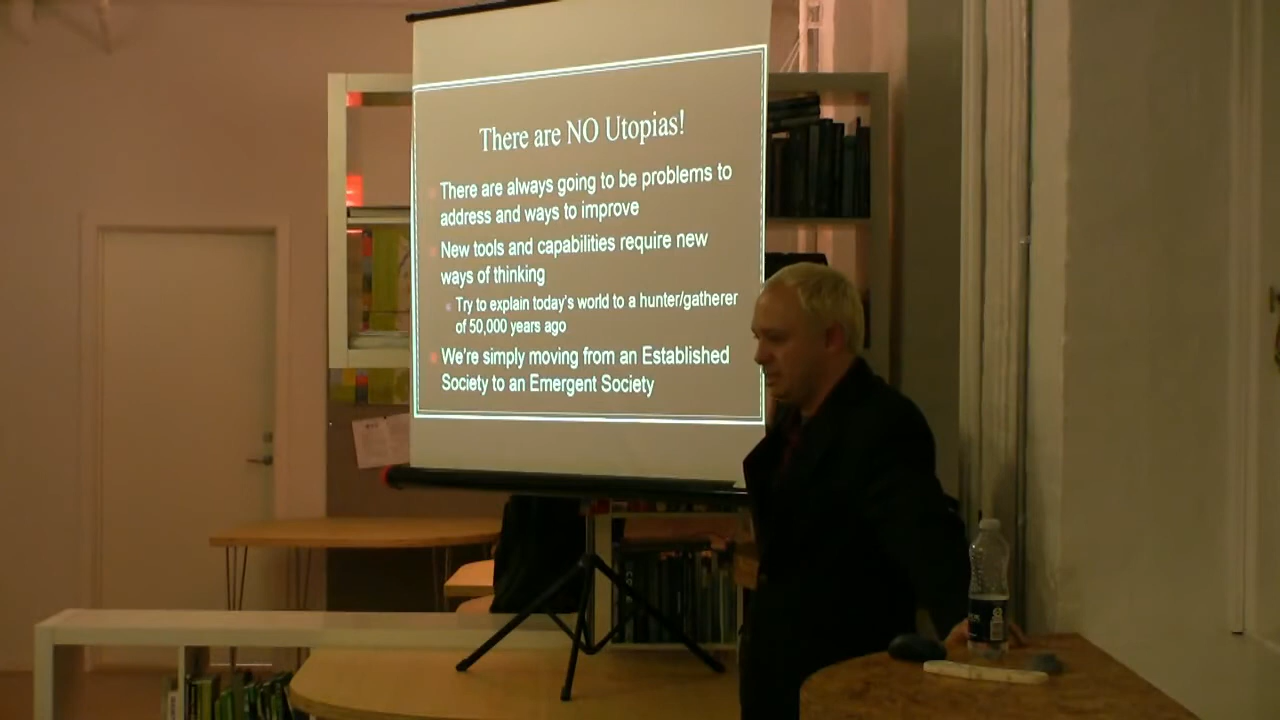 There are NO Utopias!
There are always going to be problems to
address and ways to improve
New tools and capabilities require new
ways of thinking
Try to explain today's world to a hunter/gatherer
of 50,000 years ago
We're simply moving from an Established
Society to an Emergent Society